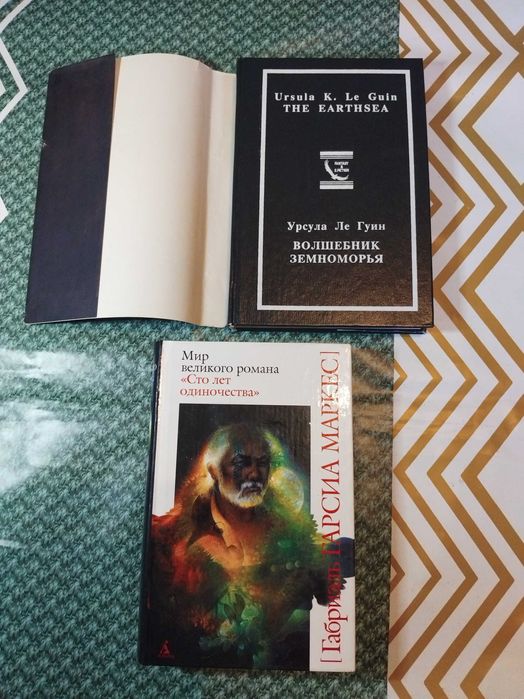 Ursula K. Le Guin
THE EARTHSEA
FANTASY
Урсула Ле Гуин
ВОЛШЕБНИК
ЗЕМНОМОРЬЯ
Мир
великого романа
«Сто лет
одиночества»
[Габриэль ГАРСИА МАРКЕС]